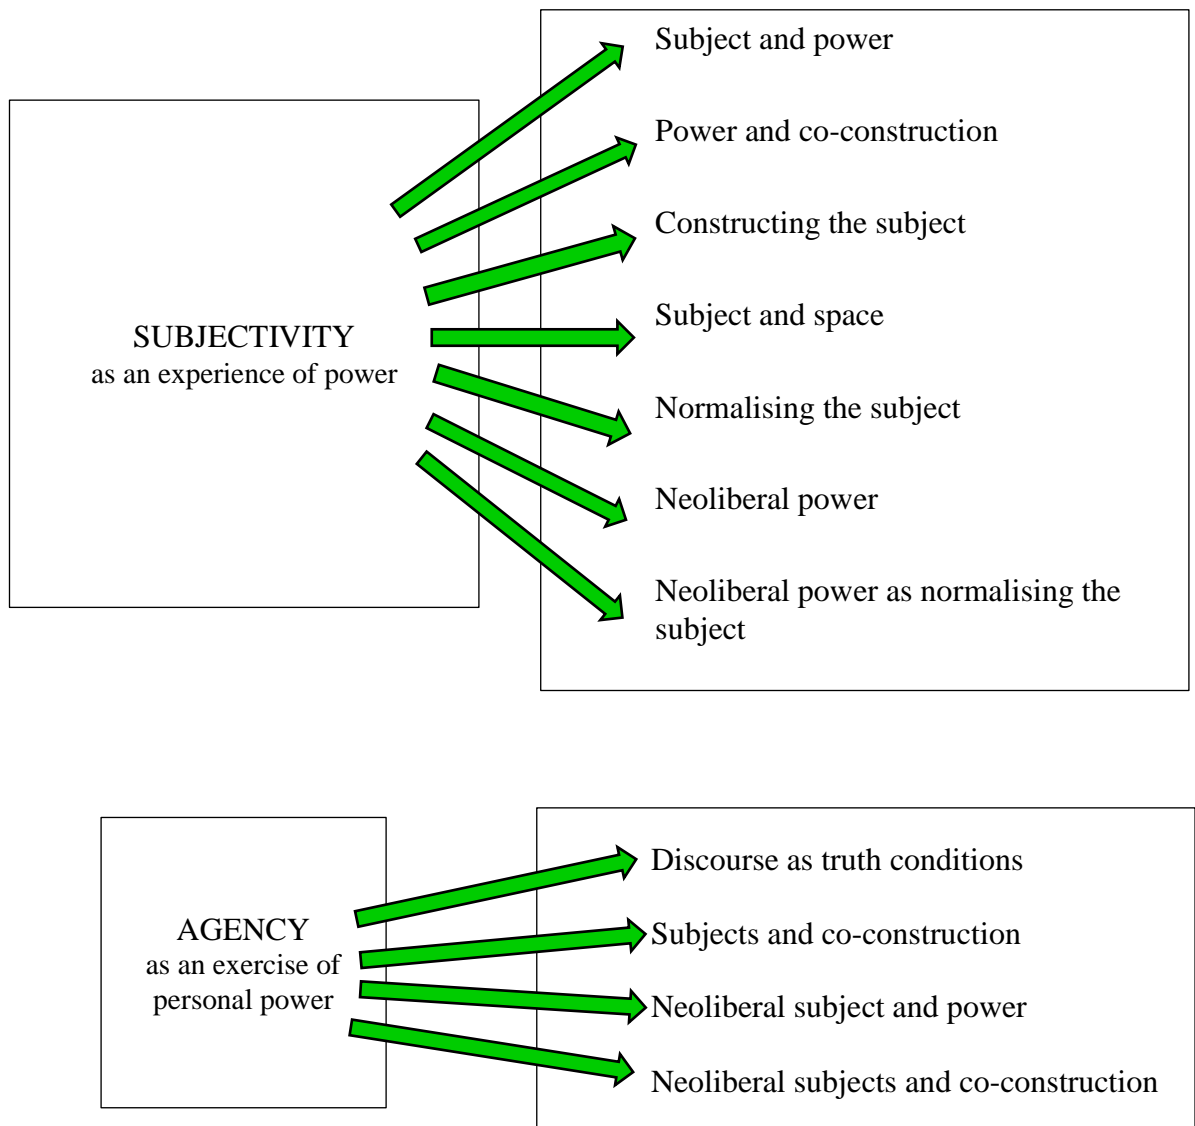 Subject and power
Power and co-construction
Constructing the subject
Subject and space
SUBJECTIVITY
as an experience of power
Normalising the subject
Neoliberal power
Neoliberal power as normalising the
subject
Discourse as truth conditions
AGENCY
as an exercise of
personal power
Subjects and co-construction
Neoliberal subject and power
Neoliberal subjects and co-construction